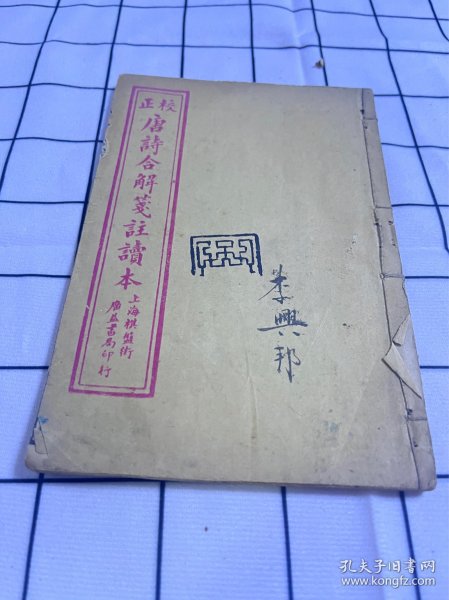 校正
唐詩合解箋註讀本
上海棋盤街
廣益書局印行
朱興邦
孔夫子旧书网
www.kongfz.com